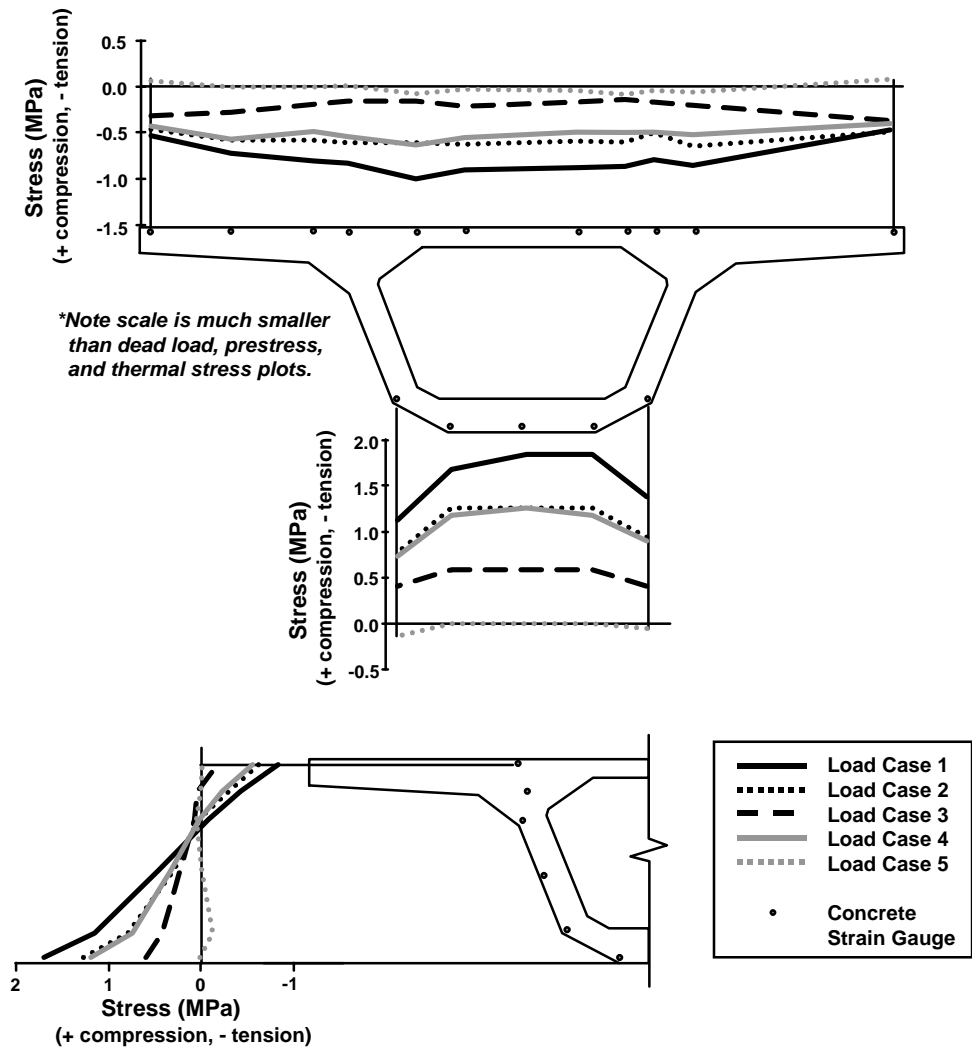 0.5
0.0
-0.5
-1.0
-1.5
Stress (MPa)
(+ compression, - tension)
*Note scale is much smaller
than dead load, prestress,
and thermal stress plots.
2.0
1.5
1.0
0.5
0.0
-0.5
Stress (MPa)
(+ compression, - tension)
2
1
0
-1
Stress (MPa)
(+ compression, - tension)
Load Case 1
Load Case 2
Load Case 3
Load Case 4
Load Case 5
Concrete
Strain Gauge